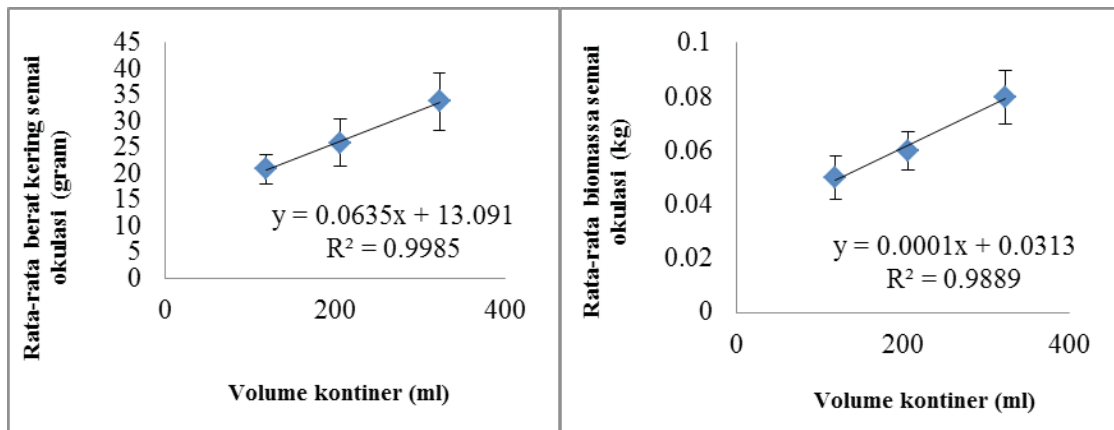 Rata-rata berat kering semai
okulasi (gram)
45
40
35
30
25
20
15
10
5
0
y = 0.0635x + 13.091
R² = 0.9985
0
200
400
Volume kontiner (ml)
Rata-rata biomassa semai
okulasi (kg)
0.1
0.08
0.06
0.04
0.02
0
y = 0.0001x + 0.0313
R² = 0.9889
0
200
400
Volume kontiner (ml)